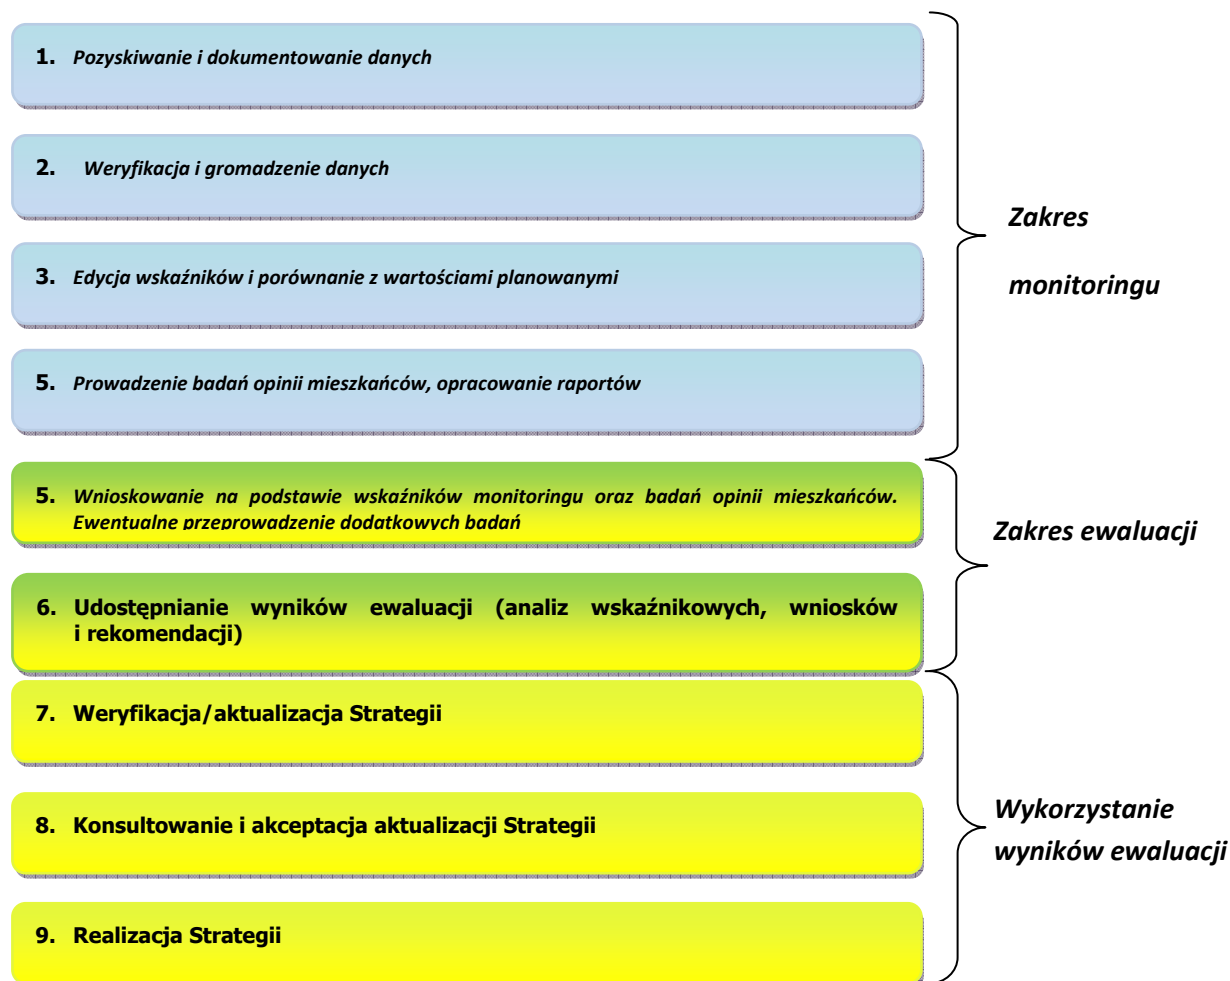 1. Pozyskiwanie i dokumentowanie danych
2. Weryfikacja i gromadzenie danych
3. Edycja wskaźników i porównanie z wartościami planowanymi
5. Prowadzenie badań opinii mieszkańców, opracowanie raportów
Zakres
monitoringu
5. Wnioskowanie na podstawie wskaźników monitoringu oraz badań opinii mieszkańców.
Ewentualne przeprowadzenie dodatkowych badań
6. Udostępnianie wyników ewaluacji (analiz wskaźnikowych, wniosków
i rekomendacji)
Zakres ewaluacji
7. Weryfikacja/aktualizacja Strategii
8. Konsultowanie i akceptacja aktualizacji Strategii
9. Realizacja Strategii
Wykorzystanie
wyników ewaluacji